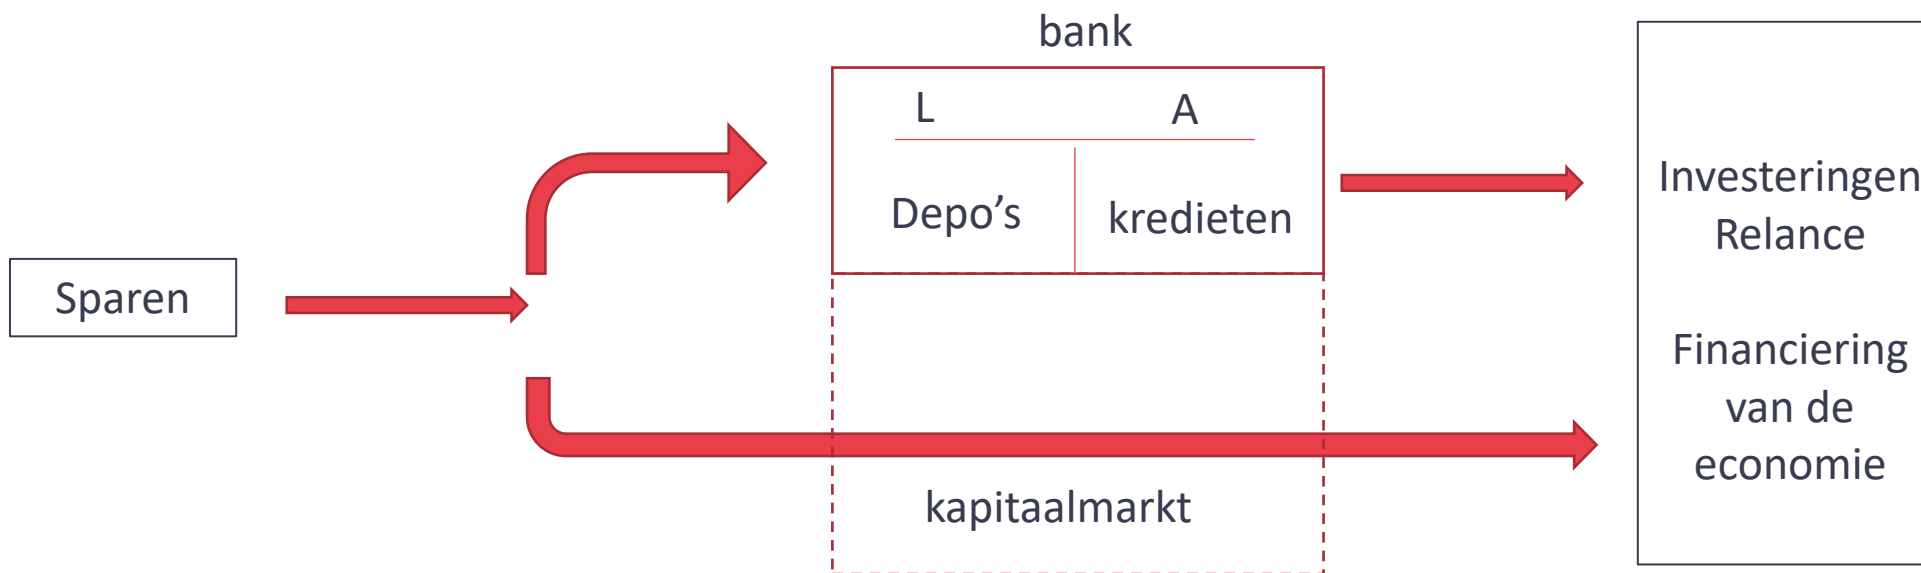 Sparen
bank
L A
Depo’s kredieten
kapitaalmarkt
Investeringen
Relance
Financiering
van de
economie